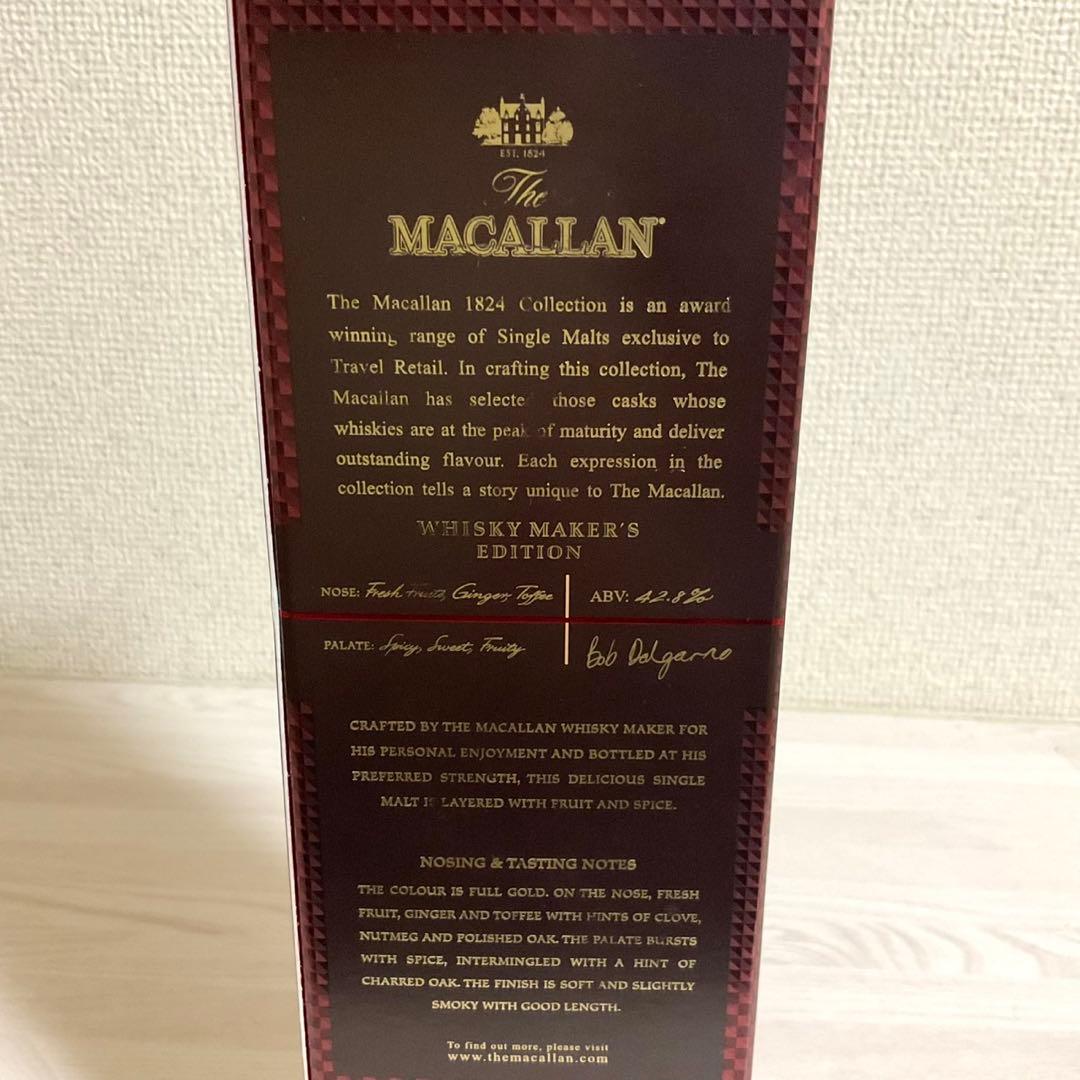 EST. 1824
The
MACALLAN
The Macallan 1824 Collection is an award
winning range of Single Malts exclusive to
Travel Retail. In crafting this collection, The
Macallan has selected those casks whose
whiskies are at the peak of maturity and deliver
outstanding flavour. Each expression in the
collection tells a story unique to The Macallan.
WHISKY MAKER'S
EDITION
NOSE: Fresh Fruits, Ginger, Toffee ABV: 42.8%
PALATE: Spicy, Sweet, Fruity Bob Dalgarno
CRAFTED BY THE MACALLAN WHISKY MAKER FOR
HIS PERSONAL ENJOYMENT AND BOTTLED AT HIS
PREFERRED STRENGTH, THIS DELICIOUS SINGLE
MALT IS LAYERED WITH FRUIT AND SPICE.
NOSING & TASTING NOTES
THE COLOUR IS FULL GOLD. ON THE NOSE, FRESH
FRUIT, GINGER AND TOFFEE WITH HINTS OF CLOVE,
NUTMEG AND POLISHED OAK. THE PALATE BURSTS
WITH SPICE, INTERMINGLED WITH A HINT OF
CHARRED OAK. THE FINISH IS SOFT AND SLIGHTLY
SMOKY WITH GOOD LENGTH.
To find out more, please visit
www.themacallan.com